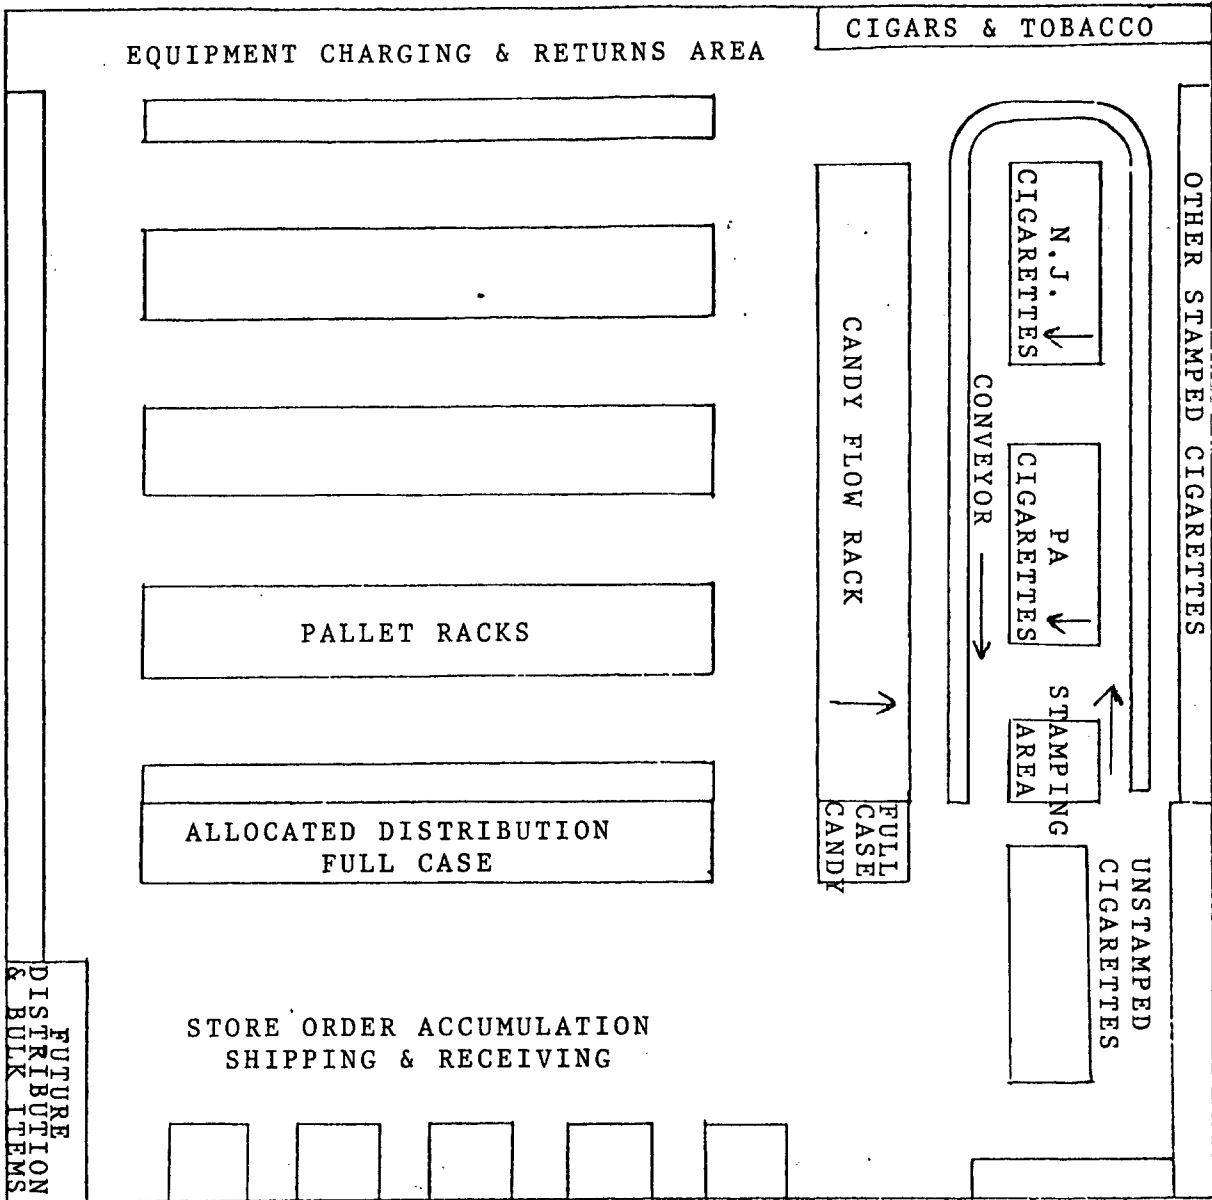 CIGARS & TOBACCO
EQUIPMENT CHARGING & RETURNS AREA
OTHER STAMPED CIGARETTES
N.J.
CIGARETTES
CANDY FLOW RACK
CONVEYOR
PA
CIGARETTES
PALLET RACKS
STAMPING
AREA
ALLOCATED DISTRIBUTION
FULL CASE
FULL
CASE
CANDY
UNSTAMPED
CIGARETTES
FUTURE
DISTRIBUTION
& BULK ITEMS
STORE ORDER ACCUMULATION
SHIPPING & RECEIVING